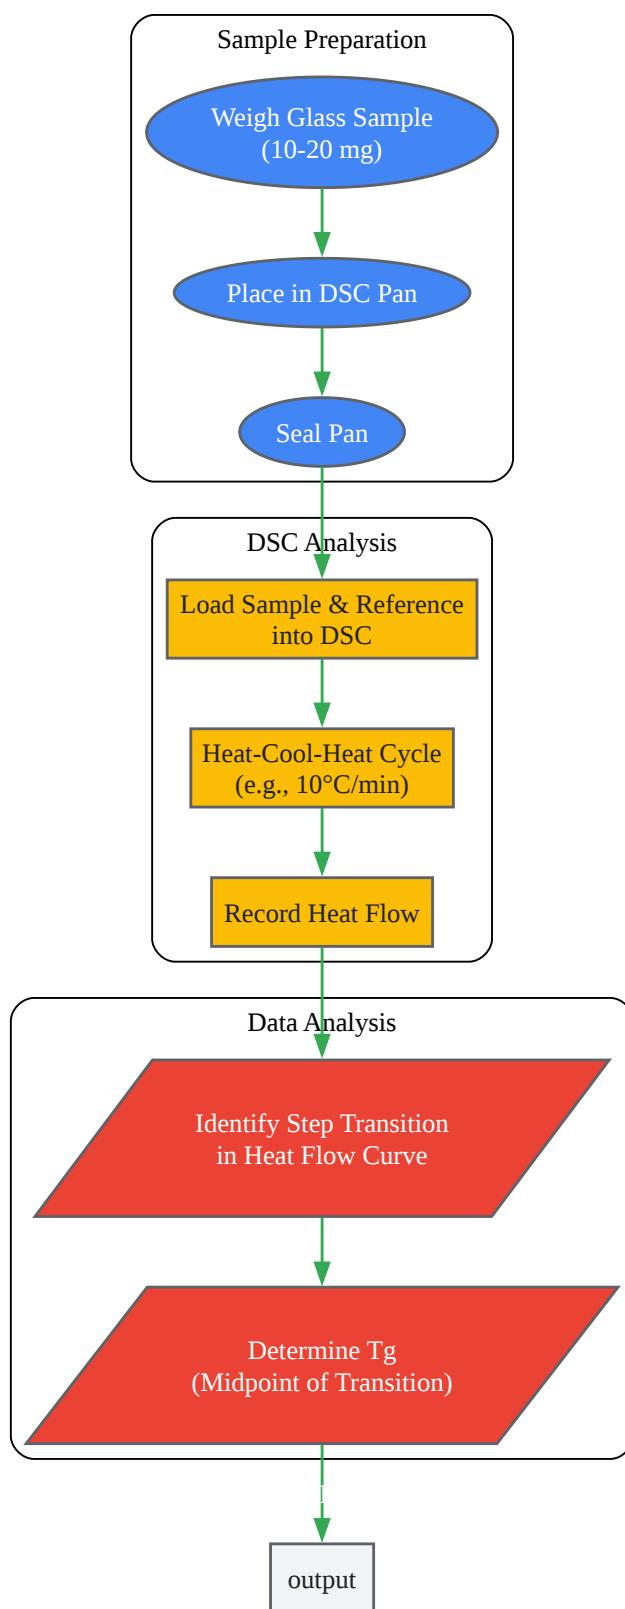 Sample Preparation
Weigh Glass Sample
(10-20 mg)
Place in DSC Pan
Seal Pan
DSC Analysis
Load Sample & Reference
into DSC
Heat-Cool-Heat Cycle
(e.g., 10°C/min)
Record Heat Flow
Data Analysis
Identify Step Transition
in Heat Flow Curve
Determine Tg
(Midpoint of Transition)
output